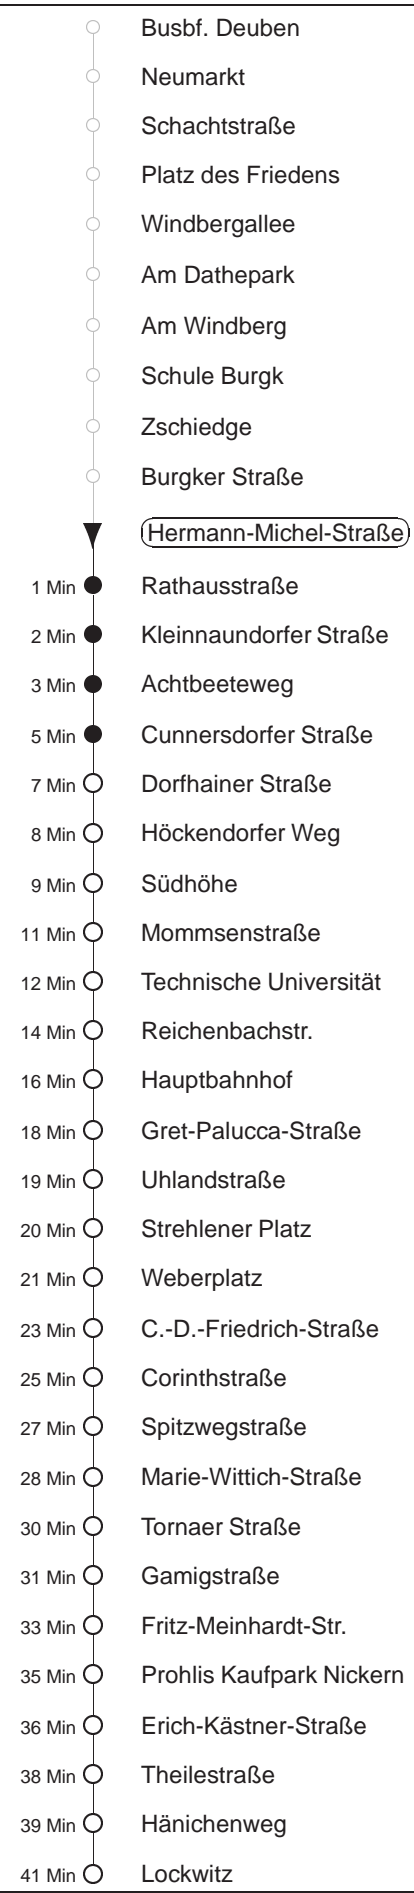 Busbf. Deuben
Neumarkt
Schachtstraße
Platz des Friedens
Windbergallee
Am Dathepark
Am Windberg
Schule Burgk
Zschiedge
Burgker Straße
Hermann-Michel-Straße
1 Min Rathausstraße
2 Min Kleinnaundorfer Straße
3 Min Achtbeeteweg
5 Min Cunnersdorfer Straße
7 Min Dorfhainer Straße
8 Min Höckendorfer Weg
9 Min Südhöhe
11 Min Mommsenstraße
12 Min Technische Universität
14 Min Reichenbachstr.
16 Min Hauptbahnhof
18 Min Gret-Palucca-Straße
19 Min Uhlandstraße
20 Min Strehlener Platz
21 Min Weberplatz
23 Min C.-D.-Friedrich-Straße
25 Min Corinthstraße
27 Min Spitzwegstraße
28 Min Marie-Wittich-Straße
30 Min Tornaer Straße
31 Min Gamigstraße
33 Min Fritz-Meinhardt-Str.
35 Min Prohlis Kaufpark Nickern
36 Min Erich-Kästner-Straße
38 Min Theilestraße
39 Min Hänichenweg
41 Min Lockwitz